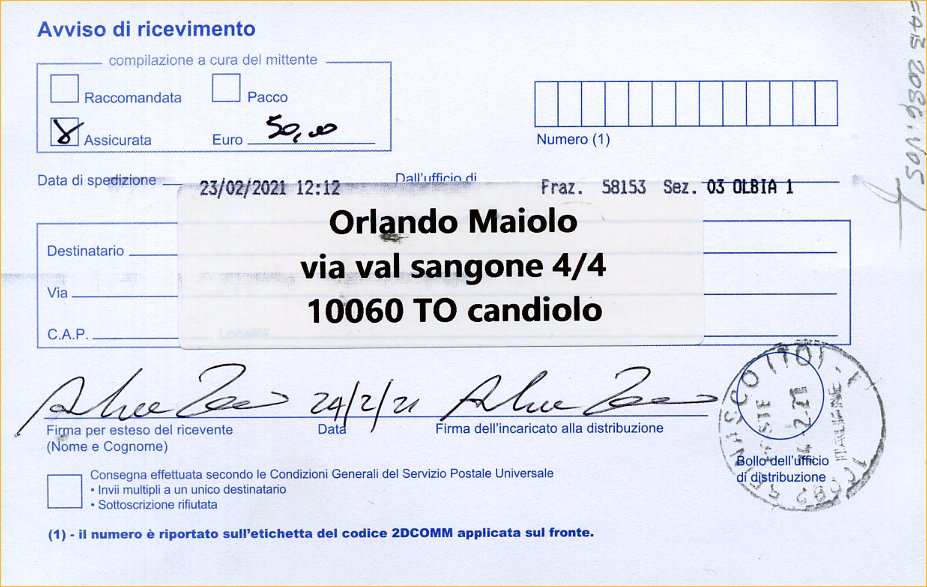 Avviso di ricevimento
compilazione a cura del mittente
Raccomandata Pacco
Assicurata Euro 50,00
Numero (1)
Data di spedizione 23/02/2021 12:12 Dall'ufficio di Fraz. 58153 Sez. 03 OLBIA 1
Orlando Maiolo
Destinatario
via val sangone 4/4
Via
10060 TO candiolo
C.A.P. Località
24/2/21
Firma per esteso del ricevente Data Firma dell'incaricato alla distribuzione
(Nome e Cognome)
Bollo dell'ufficio
di distribuzione
Consegna effettuata secondo le Condizioni Generali del Servizio Postale Universale
• Invii multipli a un unico destinatario
• Sottoscrizione rifiutata
(1) - il numero è riportato sull'etichetta del codice 2DCOMM applicata sul fronte.
(TO)
ITALIANE